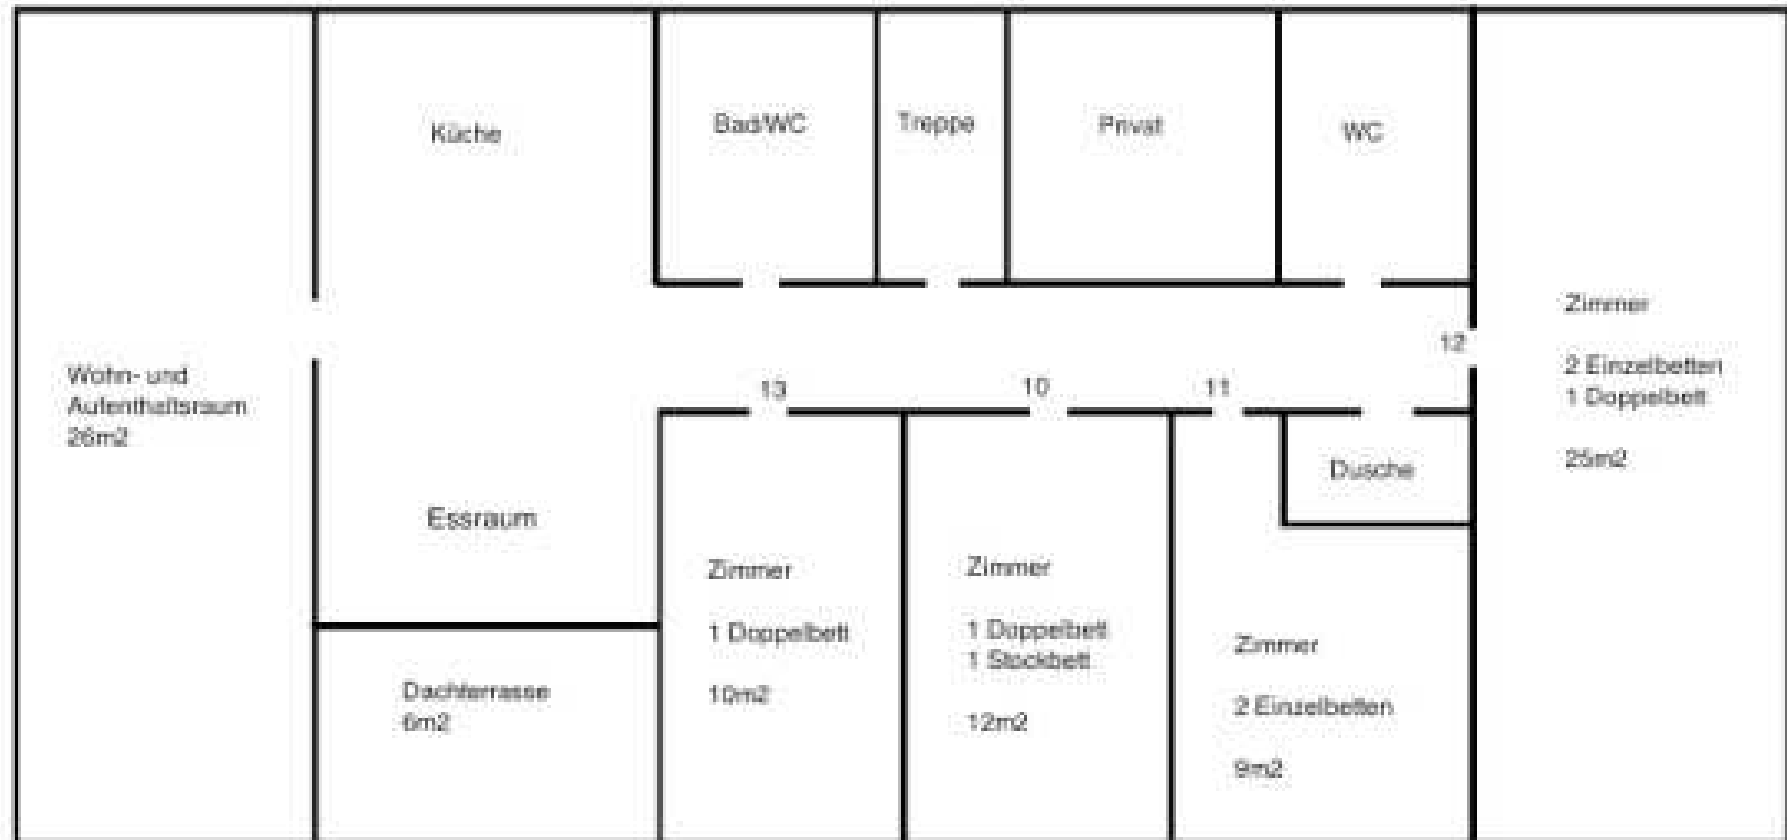 Küche
Bad/WC
Treppe
Privat
WC
Wohn- und
Aufenthaltsraum
26m2
Essraum
Dachterrasse
6m2
13
10
11
12
Zimmer
1 Doppelbett
10m2
Zimmer
1 Doppelbett
1 Stockbett
12m2
Dusche
Zimmer
2 Einzelbetten
9m2
Zimmer
2 Einzelbetten
1 Doppelbett
25m2